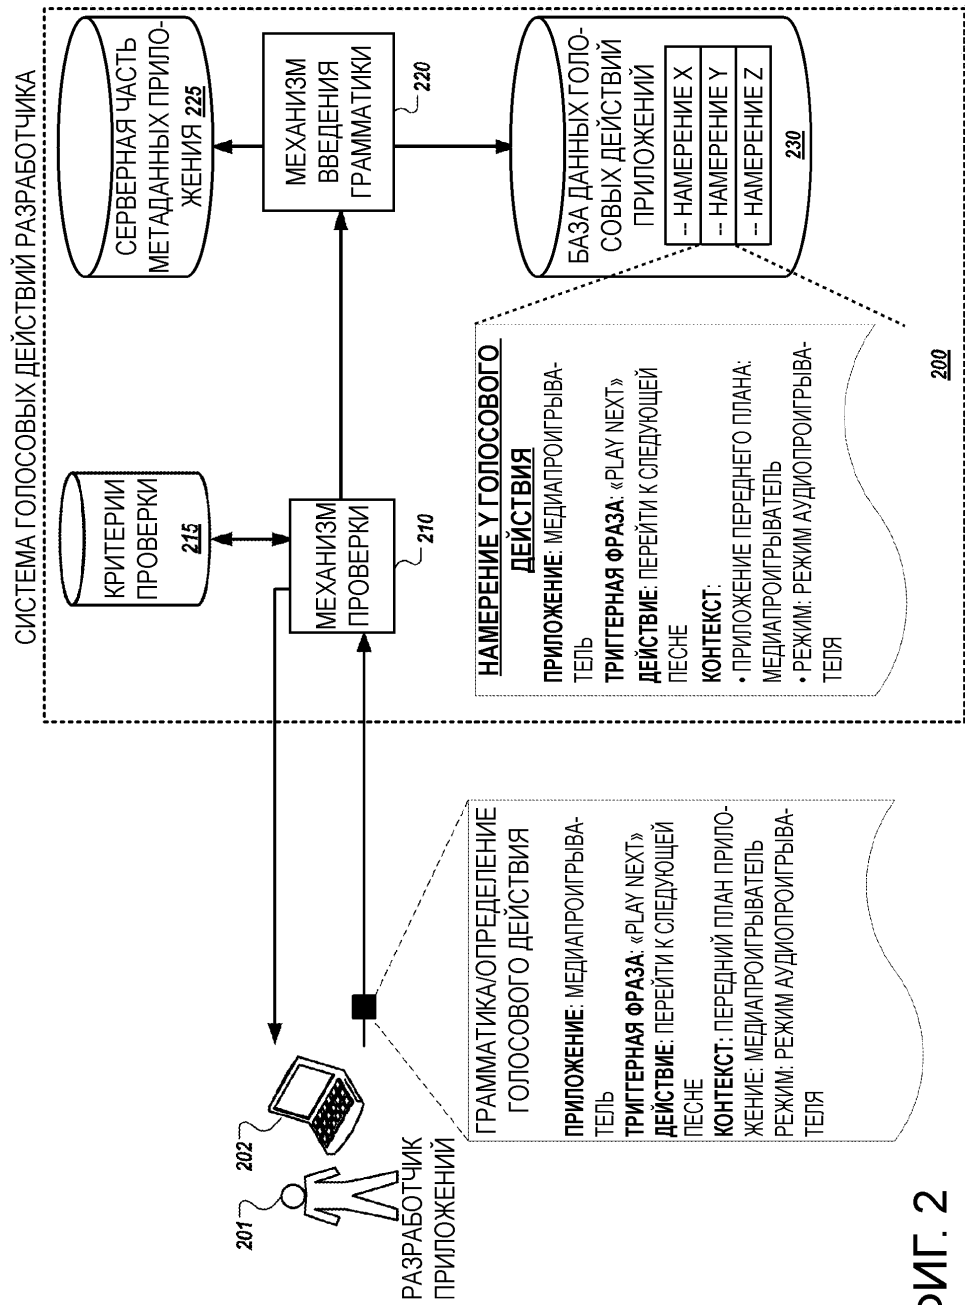 СИСТЕМА ГОЛОСОВЫХ ДЕЙСТВИЙ РАЗРАБОТЧИКА
КРИТЕРИИ
ПРОВЕРКИ
215
СЕРВЕРНАЯ ЧАСТЬ
МЕТАДАННЫХ ПРИЛО-
ЖЕНИЯ 225
МЕХАНИЗМ
ПРОВЕРКИ
210
МЕХАНИЗМ
ВВЕДЕНИЯ
ГРАММАТИКИ
220
201
202
РАЗРАБОТЧИК
ПРИЛОЖЕНИЙ
ГРАММАТИКА/ОПРЕДЕЛЕНИЕ
ГОЛОСОВОГО ДЕЙСТВИЯ
ПРИЛОЖЕНИЕ: МЕДИАПРОИГРЫВА-
ТЕЛЬ
ТРИГГЕРНАЯ ФРАЗА: «PLAY NEXT»
ДЕЙСТВИЕ: ПЕРЕЙТИ К СЛЕДУЮЩЕЙ
ПЕСНЕ
КОНТЕКСТ: ПЕРЕДНИЙ ПЛАН ПРИЛО-
ЖЕНИЕ: МЕДИАПРОИГРЫВАТЕЛЬ
РЕЖИМ: РЕЖИМ АУДИОПРОИГРЫВА-
ТЕЛЯ
НАМЕРЕНИЕ Y ГОЛОСОВОГО
ДЕЙСТВИЯ
ПРИЛОЖЕНИЕ: МЕДИАПРОИГРЫВА-
ТЕЛЬ
ТРИГГЕРНАЯ ФРАЗА: «PLAY NEXT»
ДЕЙСТВИЕ: ПЕРЕЙТИ К СЛЕДУЮЩЕЙ
ПЕСНЕ
КОНТЕКСТ:
• ПРИЛОЖЕНИЕ ПЕРЕДНЕГО ПЛАНА:
МЕДИАПРОИГРЫВАТЕЛЬ
• РЕЖИМ: РЕЖИМ АУДИОПРОИГРЫВА-
ТЕЛЯ
БАЗА ДАННЫХ ГОЛО-
СОВЫХ ДЕЙСТВИЙ
ПРИЛОЖЕНИЙ
-- НАМЕРЕНИЕ X
-- НАМЕРЕНИЕ Y
-- НАМЕРЕНИЕ Z
230
200
ФИГ. 2